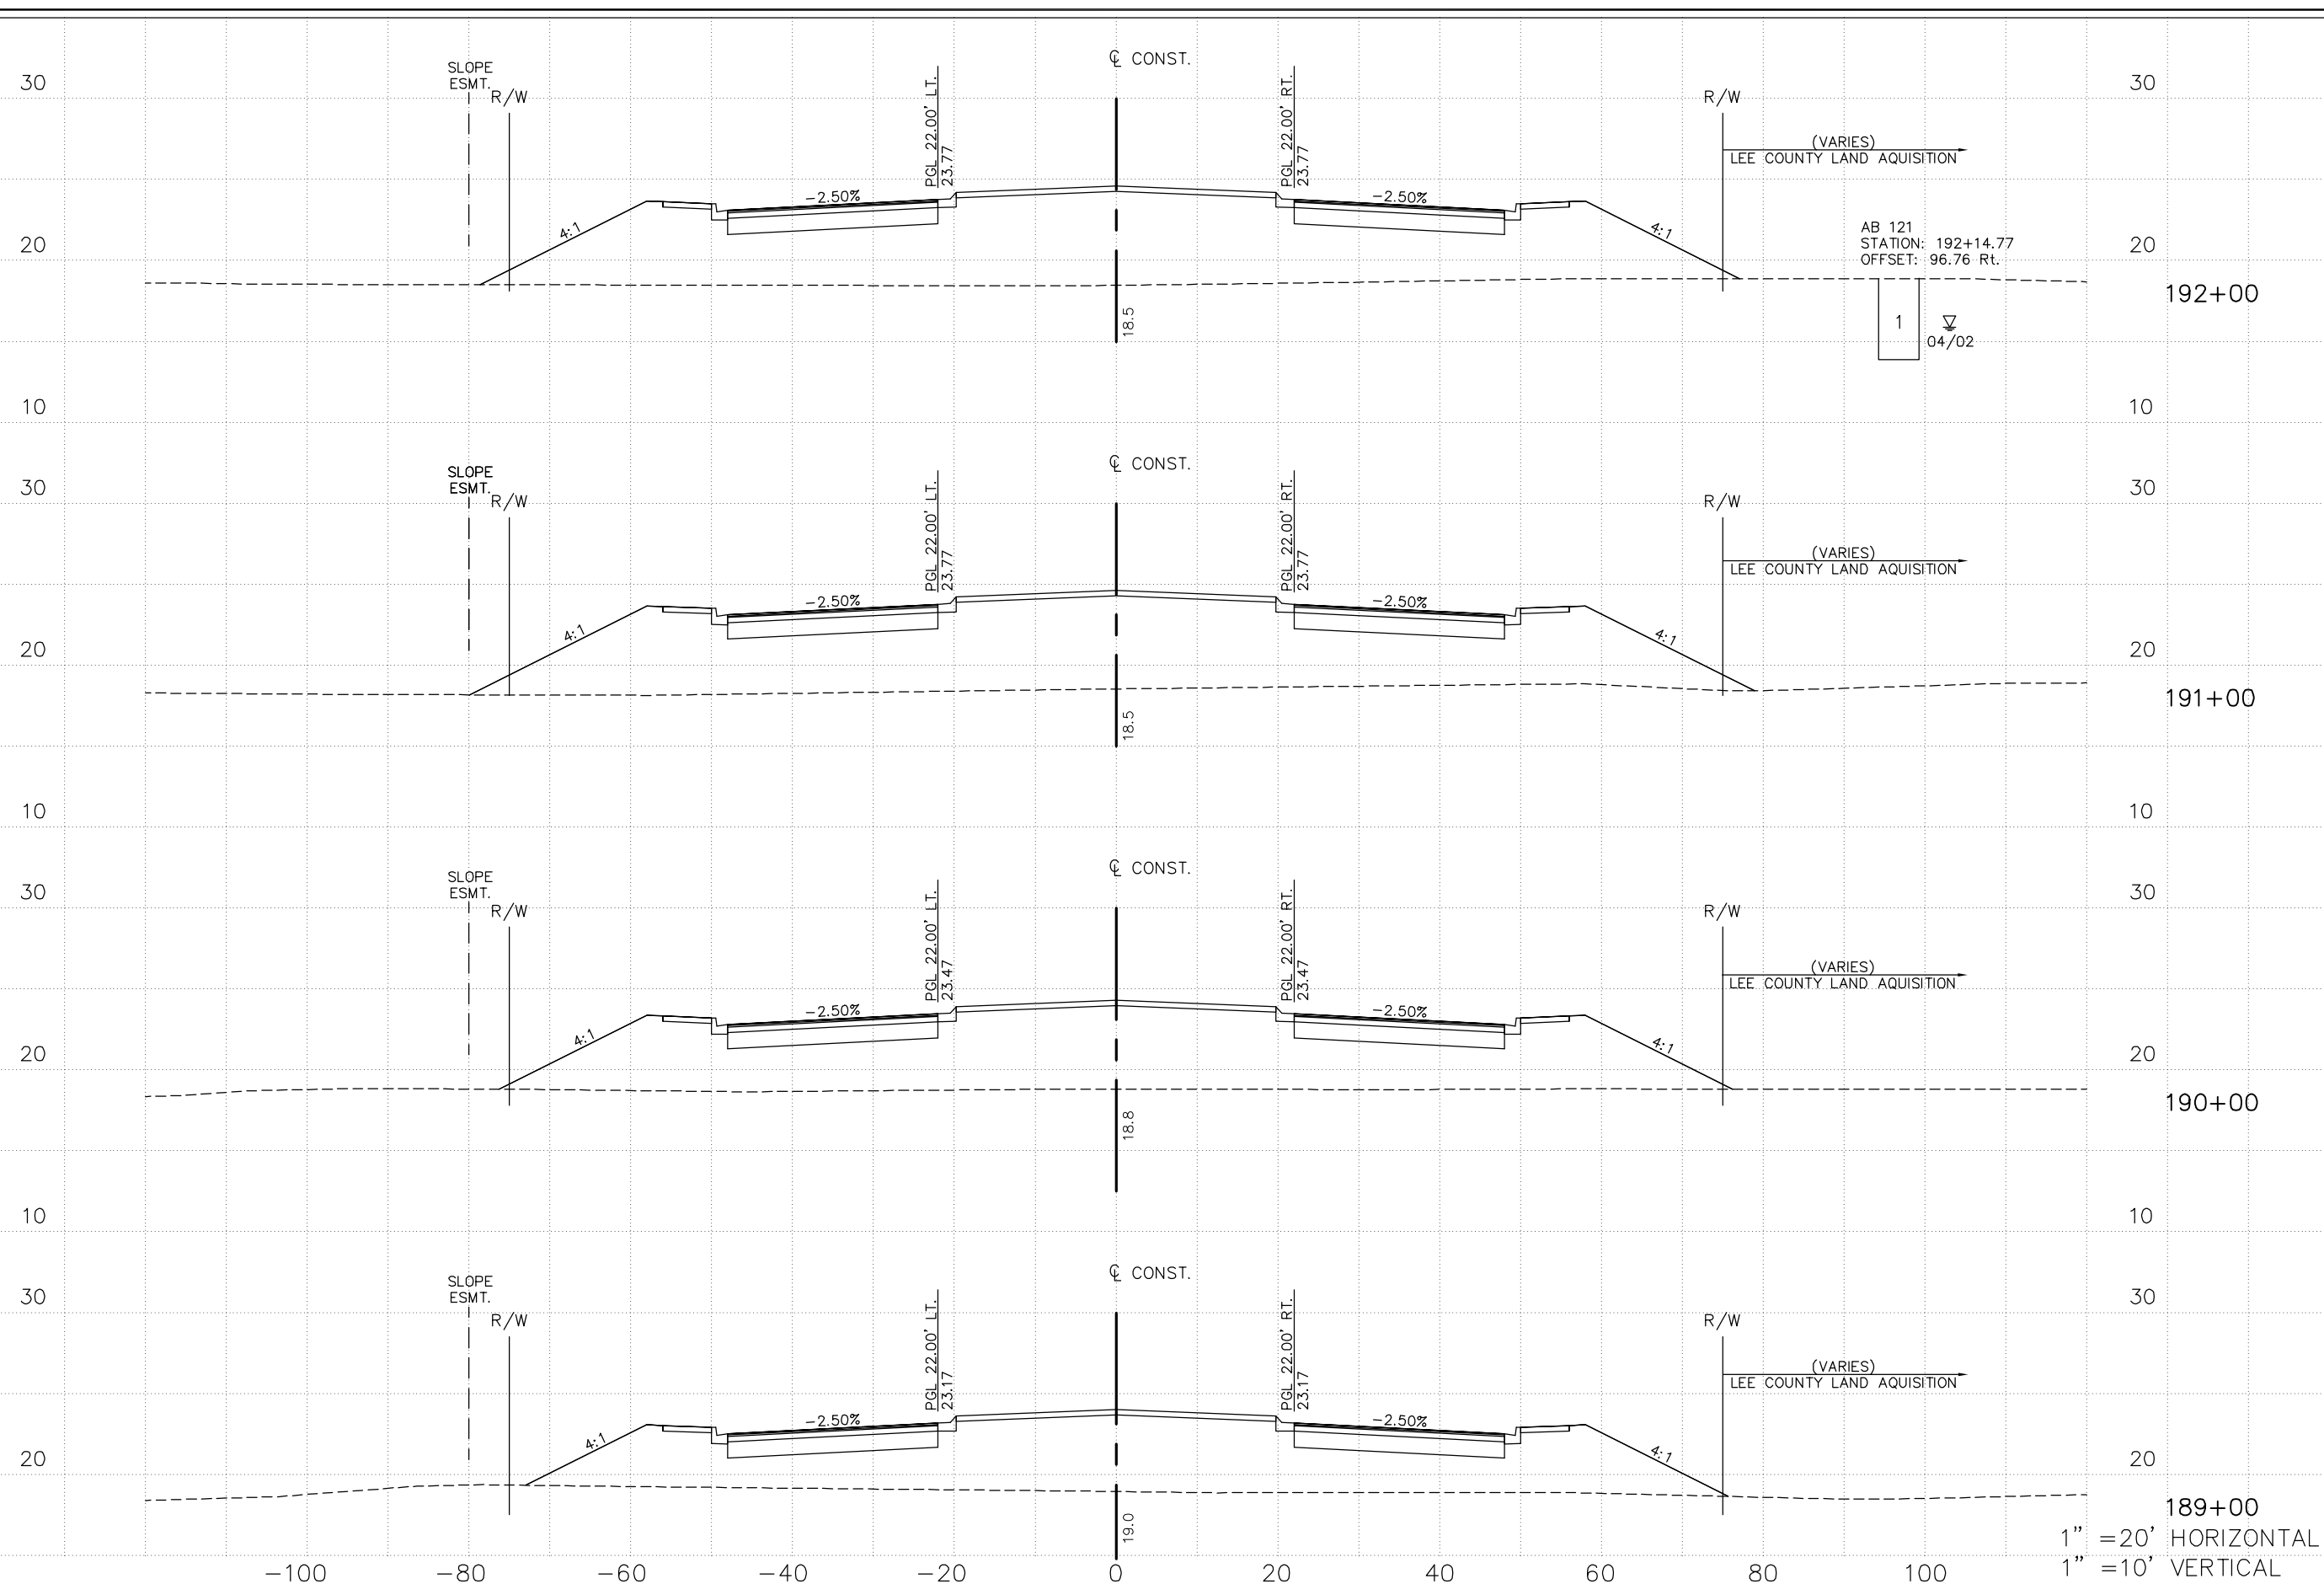 ℄ CONST.
SLOPE
ESMT.
R/W
PGL 22.00' LT.
23.77
PGL 22.00' RT.
23.77
R/W
30
30
(VARIES)
LEE COUNTY LAND AQUISITION
-2.50%
-2.50%
4:1
4:1
AB 121
STATION: 192+14.77
OFFSET: 96.76 Rt.
20
20
192+00
18.5
1
04/02
10
10
℄ CONST.
SLOPE
ESMT.
R/W
PGL 22.00' LT.
23.77
PGL 22.00' RT.
23.77
R/W
30
30
(VARIES)
LEE COUNTY LAND AQUISITION
-2.50%
-2.50%
4:1
4:1
20
20
191+00
18.5
10
10
℄ CONST.
SLOPE
ESMT.
R/W
PGL 22.00' LT.
23.47
PGL 22.00' RT.
23.47
R/W
30
30
(VARIES)
LEE COUNTY LAND AQUISITION
-2.50%
-2.50%
4:1
4:1
20
20
190+00
18.8
10
10
℄ CONST.
SLOPE
ESMT.
R/W
PGL 22.00' LT.
23.17
PGL 22.00' RT.
23.17
R/W
30
30
(VARIES)
LEE COUNTY LAND AQUISITION
-2.50%
-2.50%
4:1
4:1
20
20
189+00
19.0
1" =20' HORIZONTAL
1" =10' VERTICAL
-100 -80 -60 -40 -20 0 20 40 60 80 100